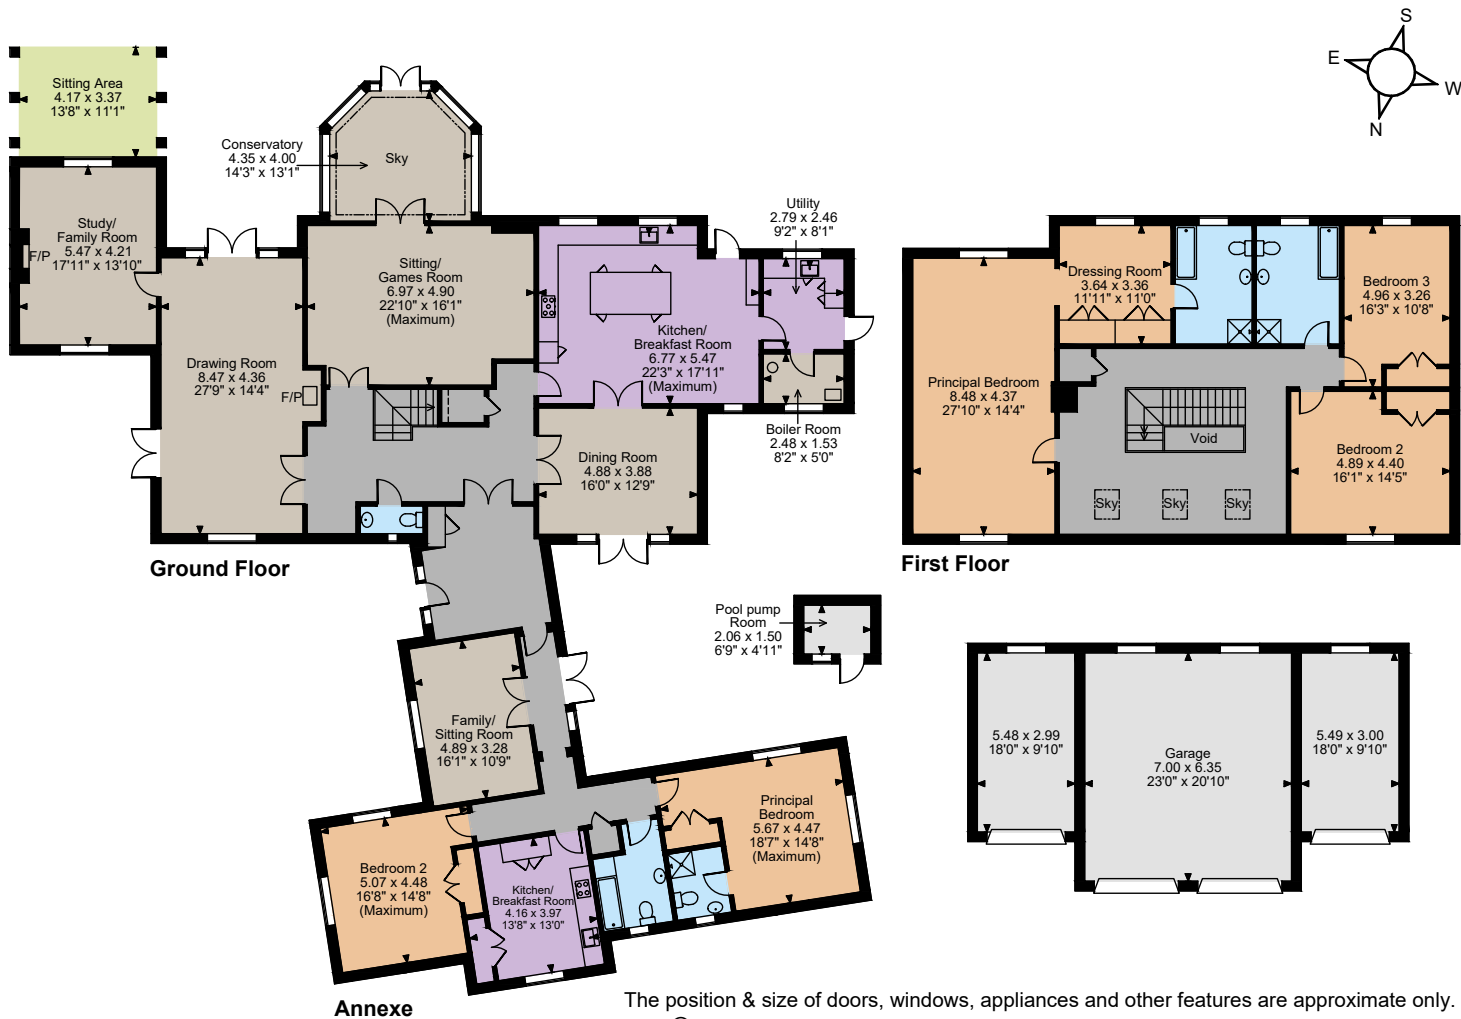 S
E
W
N
Sitting Area
4.17 x 3.37
13'8" x 11'1"
Conservatory
4.35 x 4.00
14'3" x 13'1"
Sky
Study/
Family Room
5.47 x 4.21
17'11" x 13'10"
F/P
Sitting/
Games Room
6.97 x 4.90
22'10" x 16'1"
(Maximum)
Utility
2.79 x 2.46
9'2" x 8'1"
Kitchen/
Breakfast Room
6.77 x 5.47
22'3" x 17'11"
(Maximum)
Drawing Room
8.47 x 4.36
27'9" x 14'4"
F/P
Boiler Room
2.48 x 1.53
8'2" x 5'0"
Dining Room
4.88 x 3.88
16'0" x 12'9"
Ground Floor
Dressing Room
3.64 x 3.36
11'11" x 11'0"
Bedroom 3
4.96 x 3.26
16'3" x 10'8"
Principal Bedroom
8.48 x 4.37
27'10" x 14'4"
Void
Bedroom 2
4.89 x 4.40
16'1" x 14'5"
Sky
Sky
Sky
First Floor
Pool pump
Room
2.06 x 1.50
6'9" x 4'11"
Family/
Sitting Room
4.89 x 3.28
16'1" x 10'9"
5.48 x 2.99
18'0" x 9'10"
Garage
7.00 x 6.35
23'0" x 20'10"
5.49 x 3.00
18'0" x 9'10"
Principal
Bedroom
5.67 x 4.47
18'7" x 14'8"
(Maximum)
Bedroom 2
5.07 x 4.48
16'8" x 14'8"
(Maximum)
Kitchen/
Breakfast Room
4.16 x 3.97
13'8" x 13'0"
Annexe
The position & size of doors, windows, appliances and other features are approximate only.